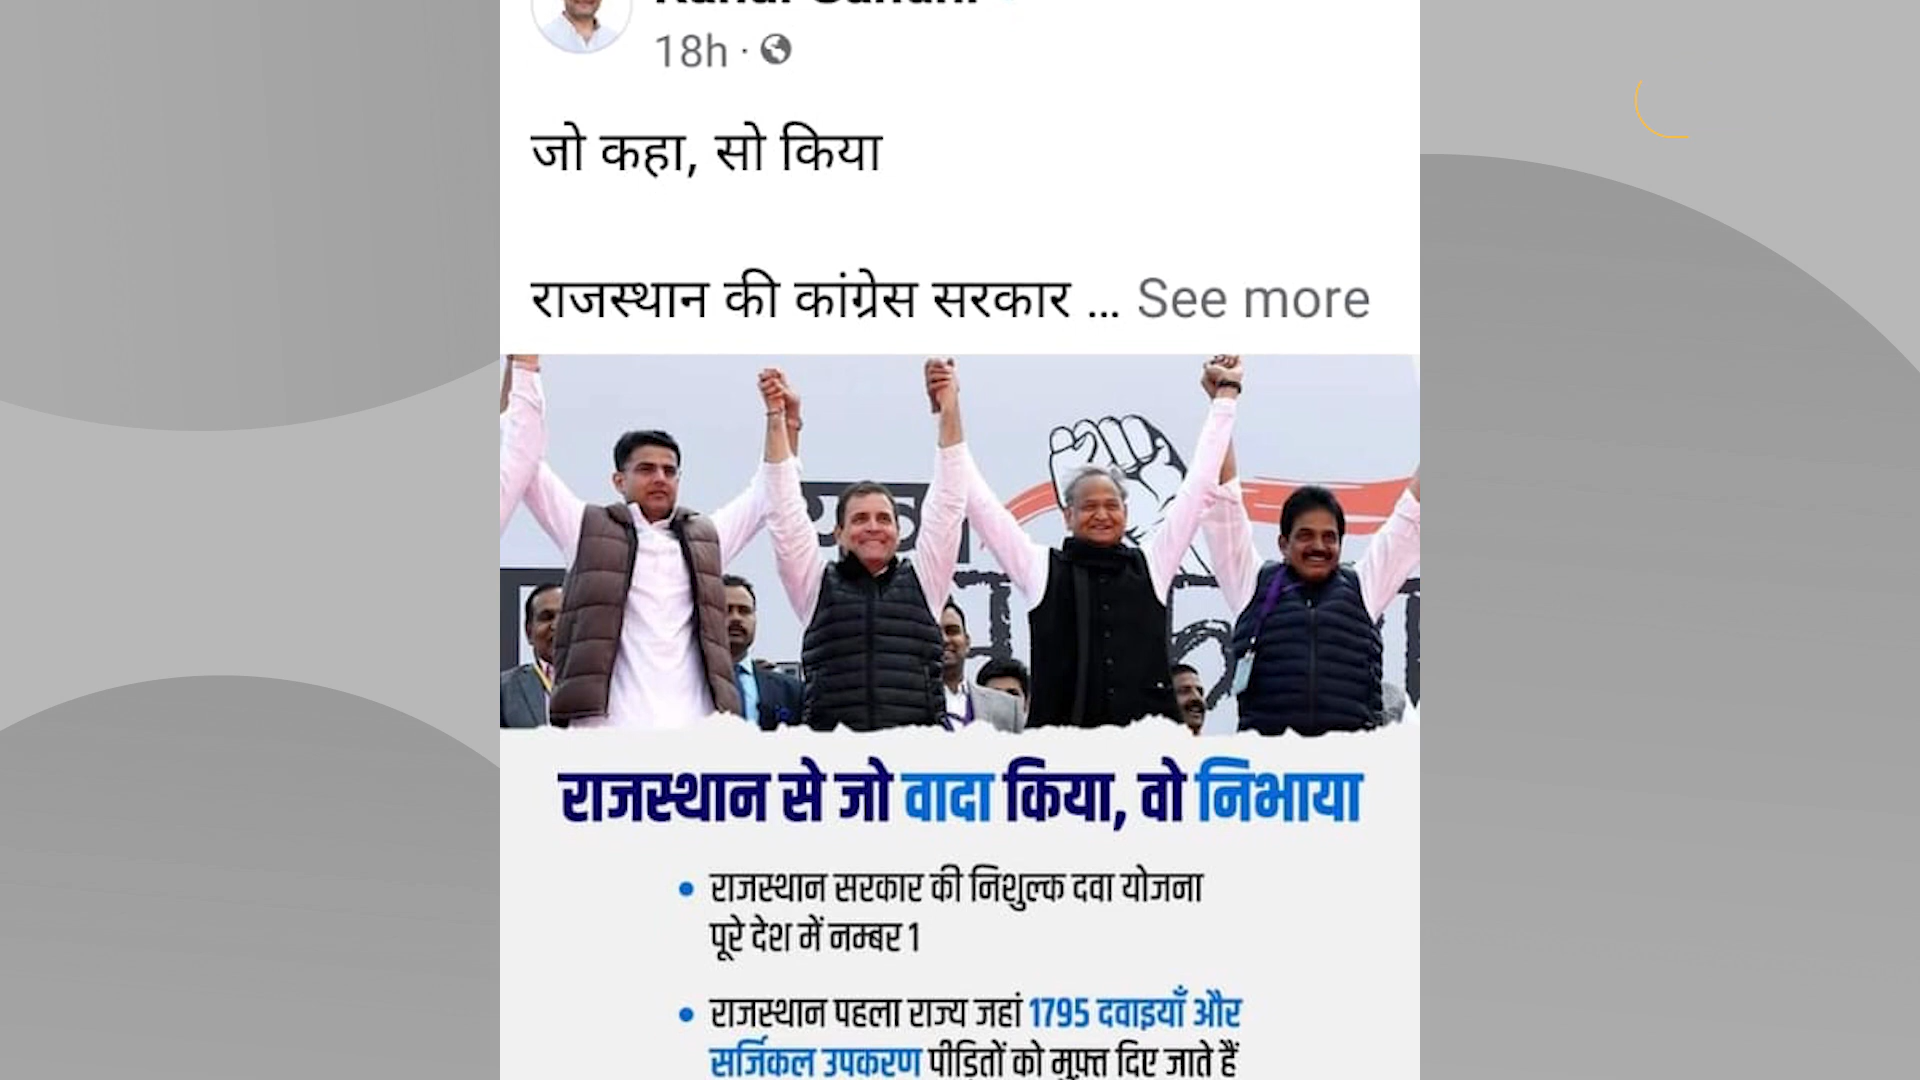 18h ·
जो कहा, सो किया
राजस्थान की कांग्रेस सरकार ... See more
राजस्थान से जो वादा किया, वो निभाया
• राजस्थान सरकार की निशुल्क दवा योजना
पूरे देश में नम्बर 1
• राजस्थान पहला राज्य जहां 1795 दवाइयाँ और
सर्जिकल उपकरण पीड़ितों को मुफ़्त दिए जाते हैं